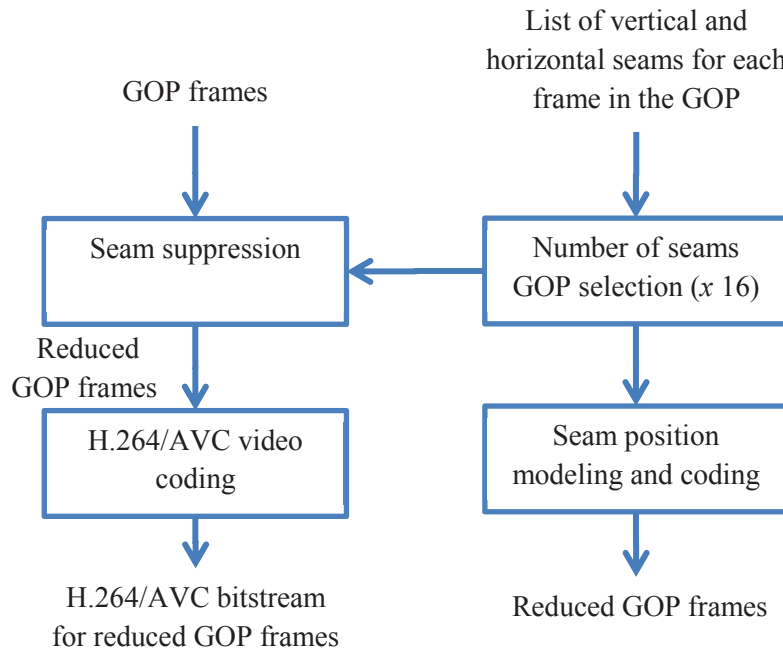 GOP frames
List of vertical and
horizontal seams for each
frame in the GOP
Seam suppression
Number of seams
GOP selection (x 16)
Reduced
GOP frames
H.264/AVC video
coding
Seam position
modeling and coding
H.264/AVC bitstream
for reduced GOP frames
Reduced GOP frames